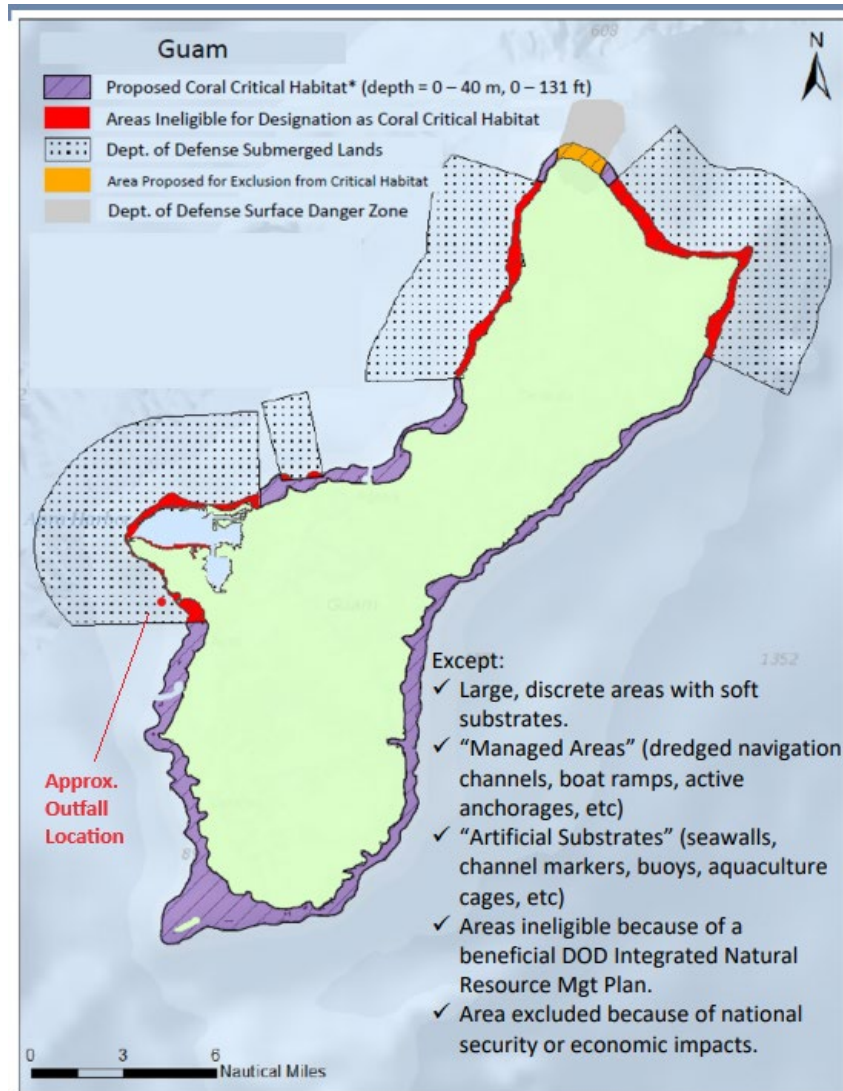 Guam
Proposed Coral Critical Habitat* (depth = 0 – 40 m, 0 – 131 ft)
Areas Ineligible for Designation as Coral Critical Habitat
Dept. of Defense Submerged Lands
Area Proposed for Exclusion from Critical Habitat
Dept. of Defense Surface Danger Zone
N
608
Guam
1352
Except:
✓ Large, discrete areas with soft
substrates.
✓ “Managed Areas” (dredged navigation
channels, boat ramps, active
anchorages, etc)
✓ “Artificial Substrates” (seawalls,
channel markers, buoys, aquaculture
cages, etc)
✓ Areas ineligible because of a
beneficial DOD Integrated Natural
Resource Mgt Plan.
✓ Area excluded because of national
security or economic impacts.
Approx.
Outfall
Location
0 3 6
Nautical Miles